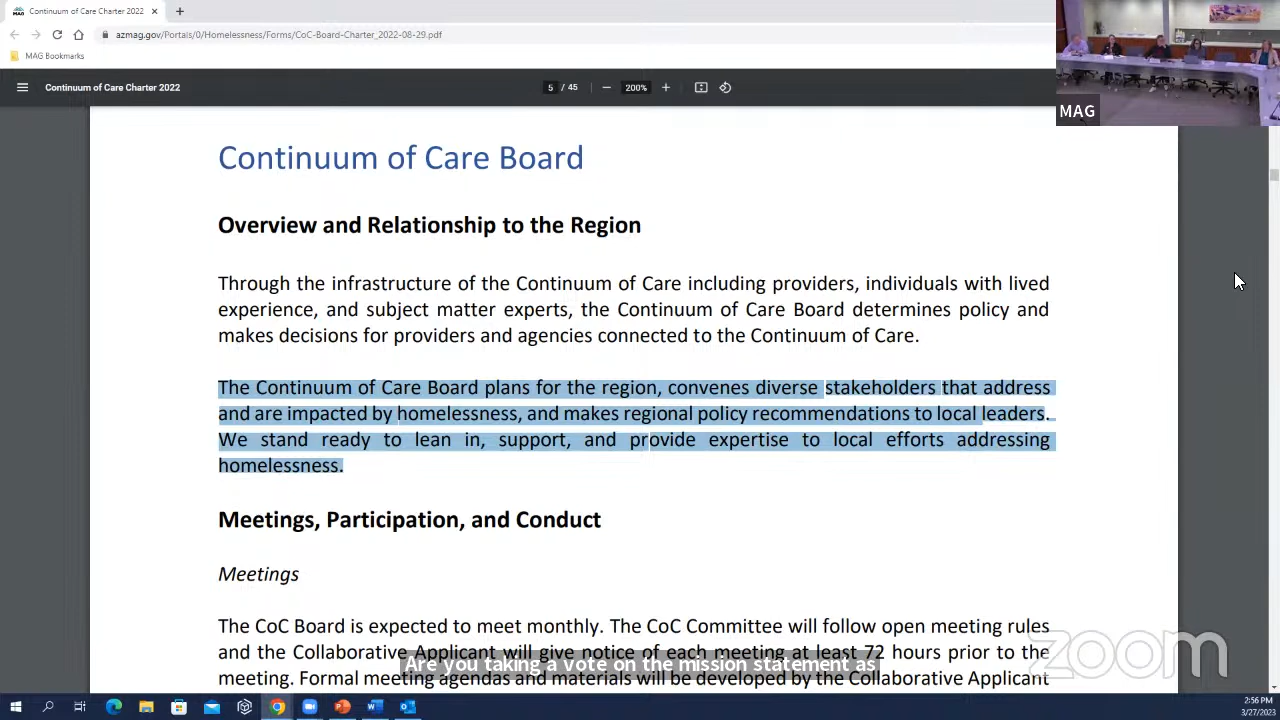 MAG
Continuum of Care Charter 2022
azmag.gov/Portals/0/Homelessness/Forms/CoC-Board-Charter_2022-08-29.pdf
MAG Bookmarks
Continuum of Care Charter 2022
5 / 45
200%
MAG
Continuum of Care Board
Overview and Relationship to the Region
Through the infrastructure of the Continuum of Care including providers, individuals with lived
experience, and subject matter experts, the Continuum of Care Board determines policy and
makes decisions for providers and agencies connected to the Continuum of Care.
The Continuum of Care Board plans for the region, convenes diverse stakeholders that address
and are impacted by homelessness, and makes regional policy recommendations to local leaders.
We stand ready to lean in, support, and provide expertise to local efforts addressing
homelessness.
Meetings, Participation, and Conduct
Meetings
The CoC Board is expected to meet monthly. The CoC Committee will follow open meeting rules
and the Collaborative Applicant will give notice of each meeting at least 72 hours prior to the
Are you taking a vote on the mission statement as
meeting. Formal meeting agendas and materials will be developed by the Collaborative Applicant
zoom
2:56 PM
3/27/2023